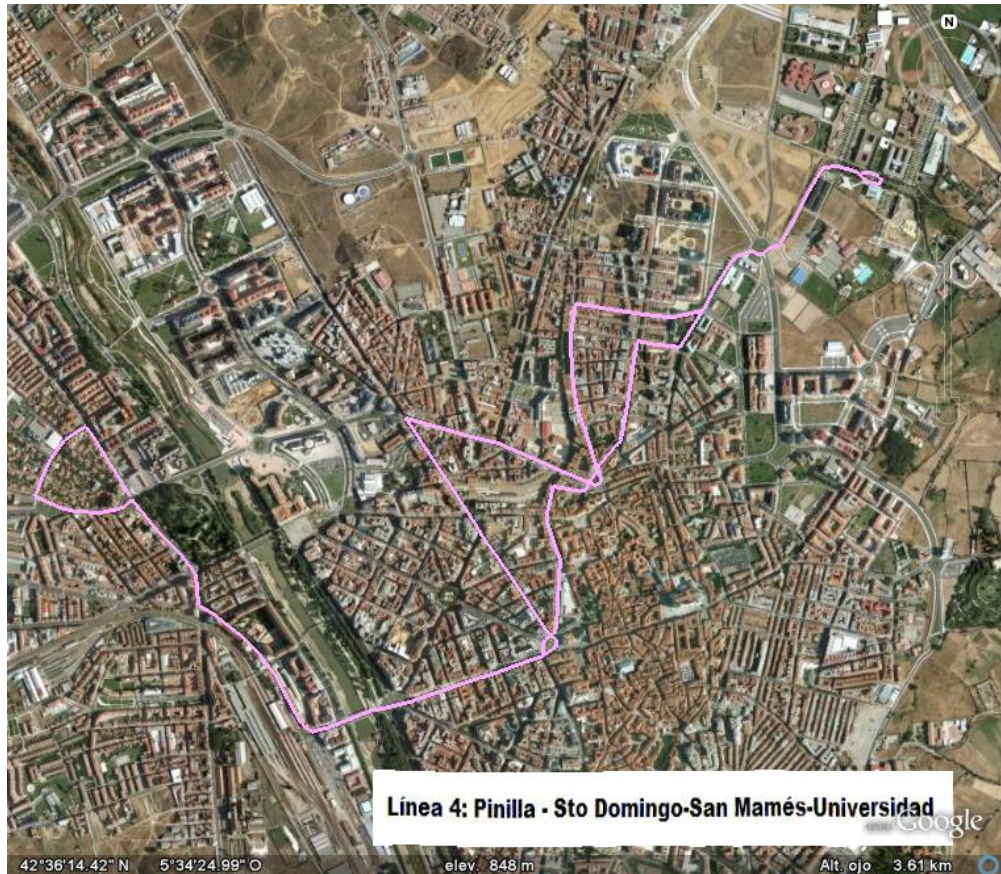 N
Línea 4: Pinilla - Sto Domingo-San Mamés-Universidad
Google
42°36'14.42" N 5°34'24.99" O elev. 848 m Alt. ojo 3.61 km